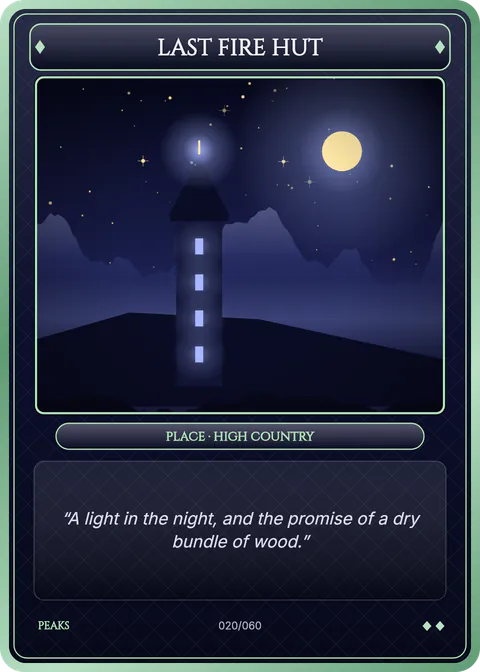 LAST FIRE HUT
PLACE · HIGH COUNTRY
“A light in the night, and the promise of a dry
bundle of wood.”
PEAKS
020/060